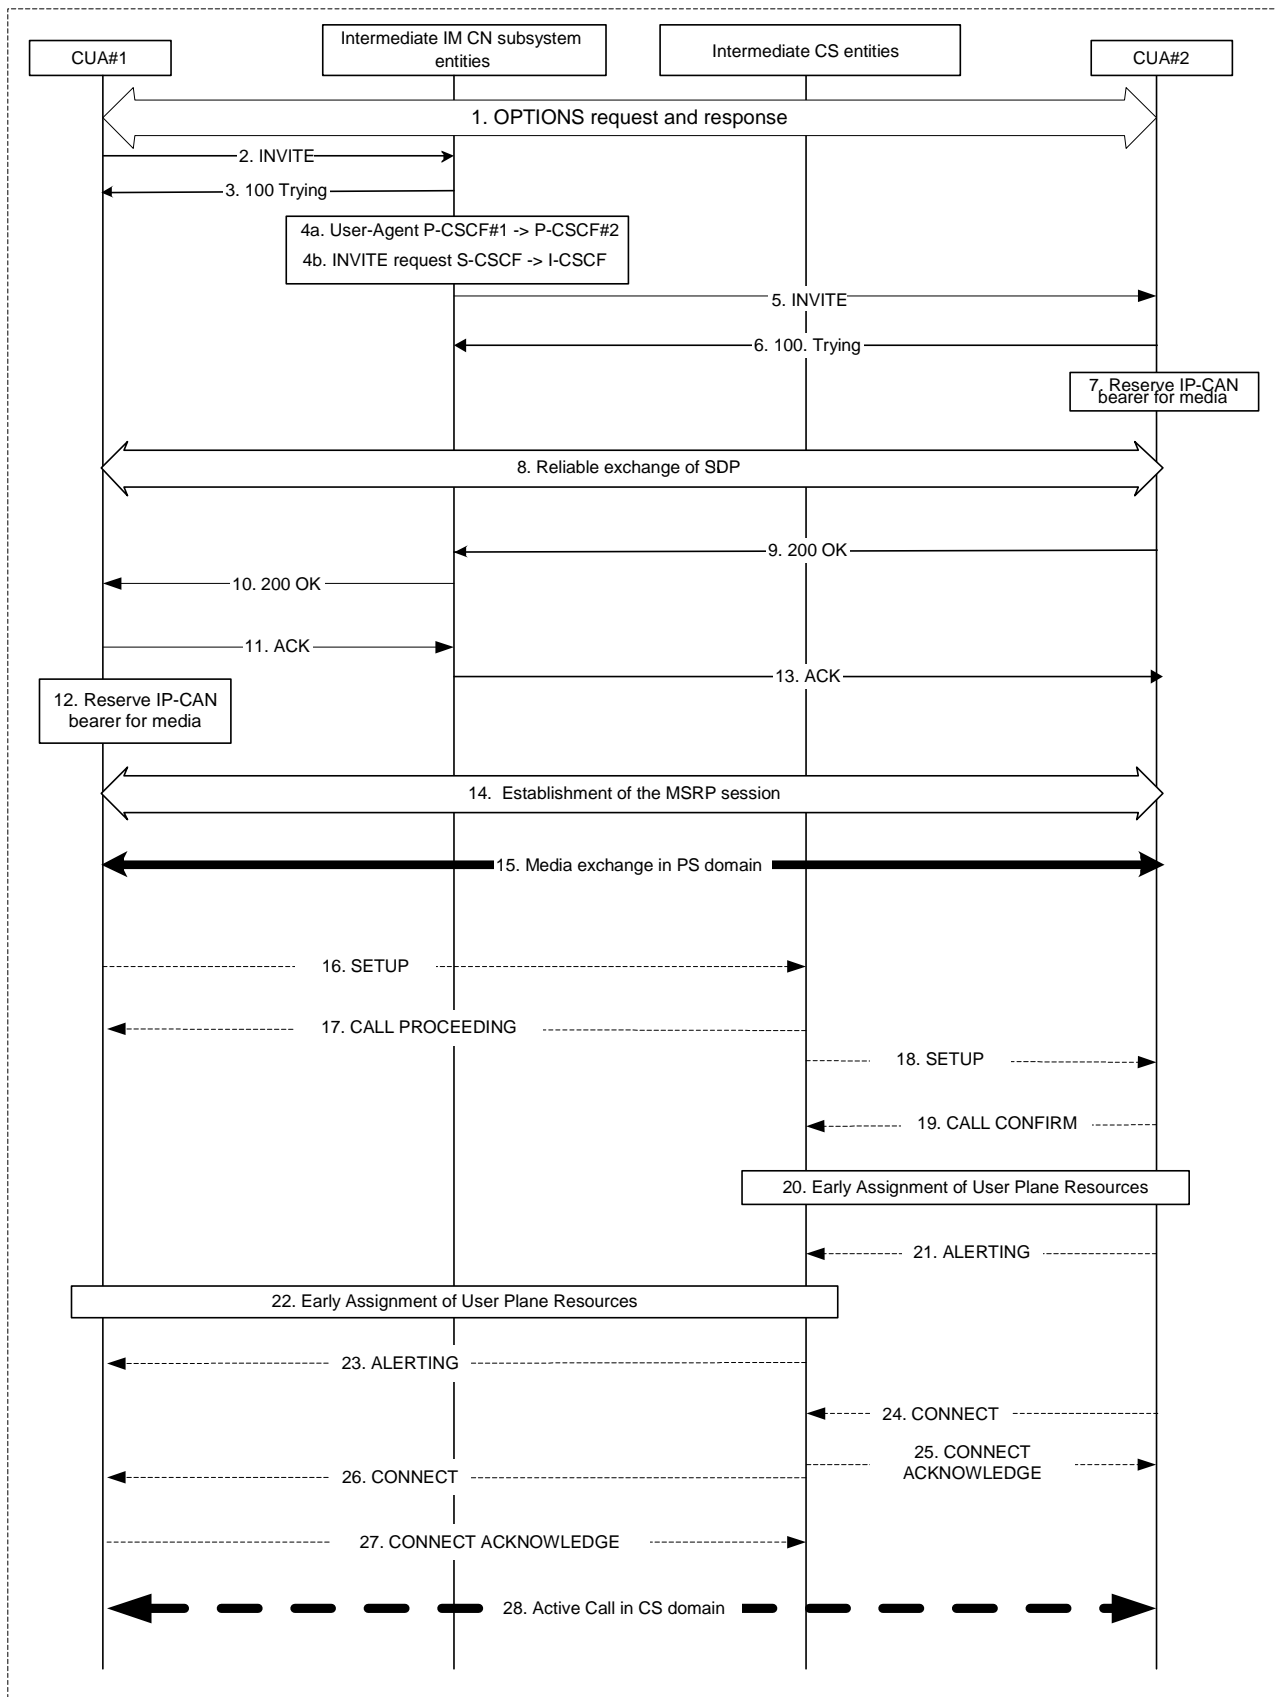 CUA#1
Intermediate IM CN subsystem
entities
Intermediate CS entities
CUA#2
1. OPTIONS request and response
2. INVITE
3. 100 Trying
4a. User-Agent P-CSCF#1 -> P-CSCF#2
4b. INVITE request S-CSCF -> I-CSCF
5. INVITE
6. 100. Trying
7. Reserve IP-CAN
bearer for media
8. Reliable exchange of SDP
9. 200 OK
10. 200 OK
11. ACK
13. ACK
12. Reserve IP-CAN
bearer for media
14. Establishment of the MSRP session
15. Media exchange in PS domain
16. SETUP
17. CALL PROCEEDING
18. SETUP
19. CALL CONFIRM
20. Early Assignment of User Plane Resources
21. ALERTING
22. Early Assignment of User Plane Resources
23. ALERTING
24. CONNECT
25. CONNECT
ACKNOWLEDGE
26. CONNECT
27. CONNECT ACKNOWLEDGE
28. Active Call in CS domain